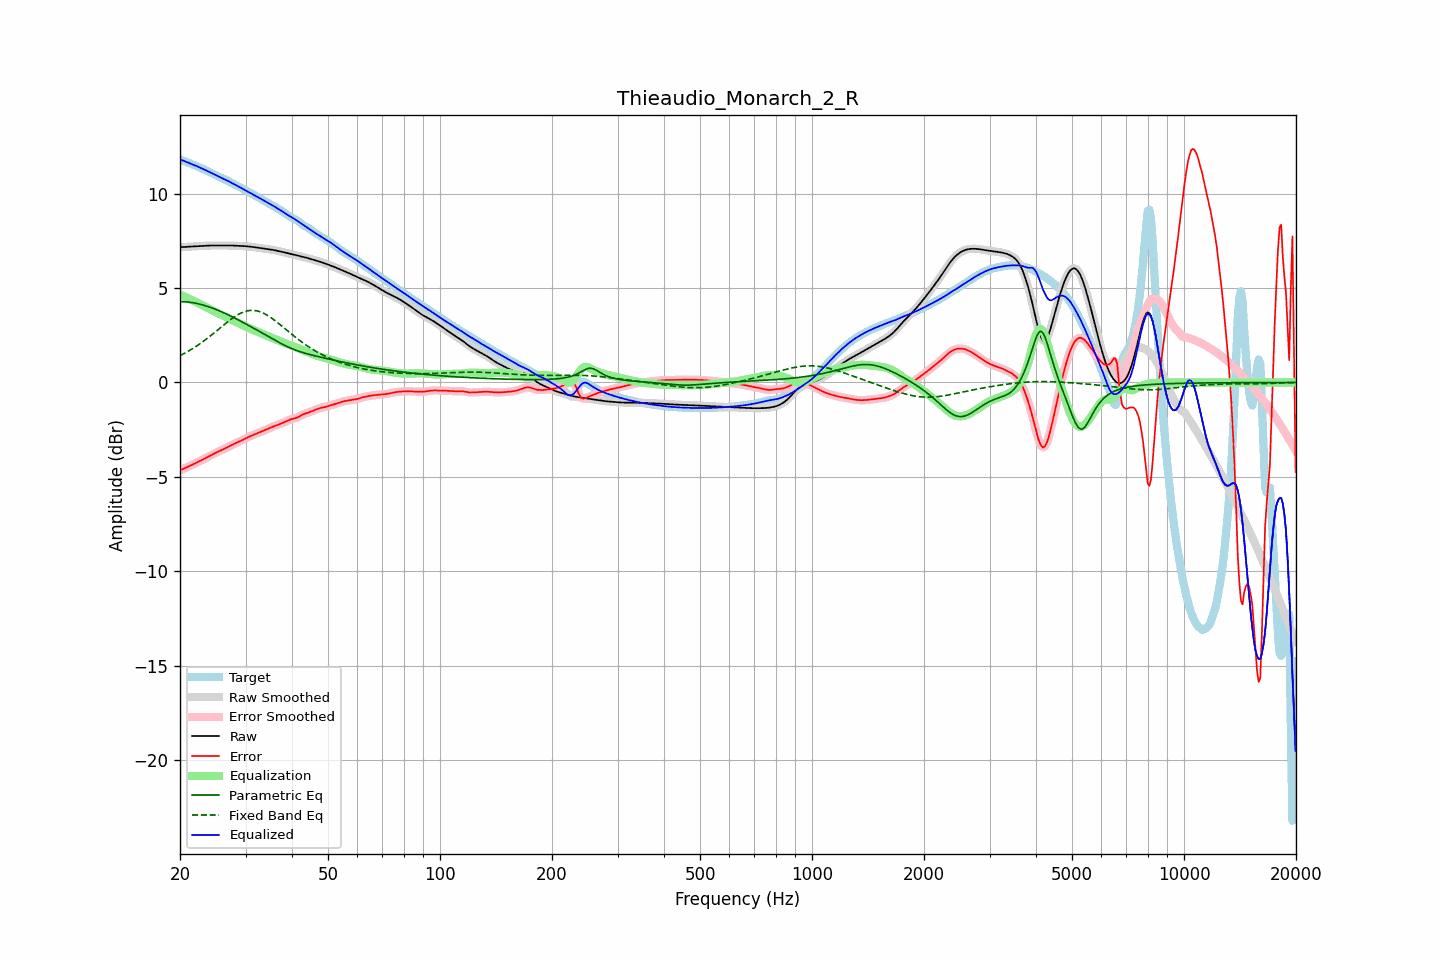 Thieaudio_Monarch_2_R
Amplitude (dBr)
10
5
0
−5
−10
−15
−20
Target
Raw Smoothed
Error Smoothed
Raw
Error
Equalization
Parametric Eq
Fixed Band Eq
Equalized
20 50 100 200 500 1000 2000 5000 10000 20000
Frequency (Hz)